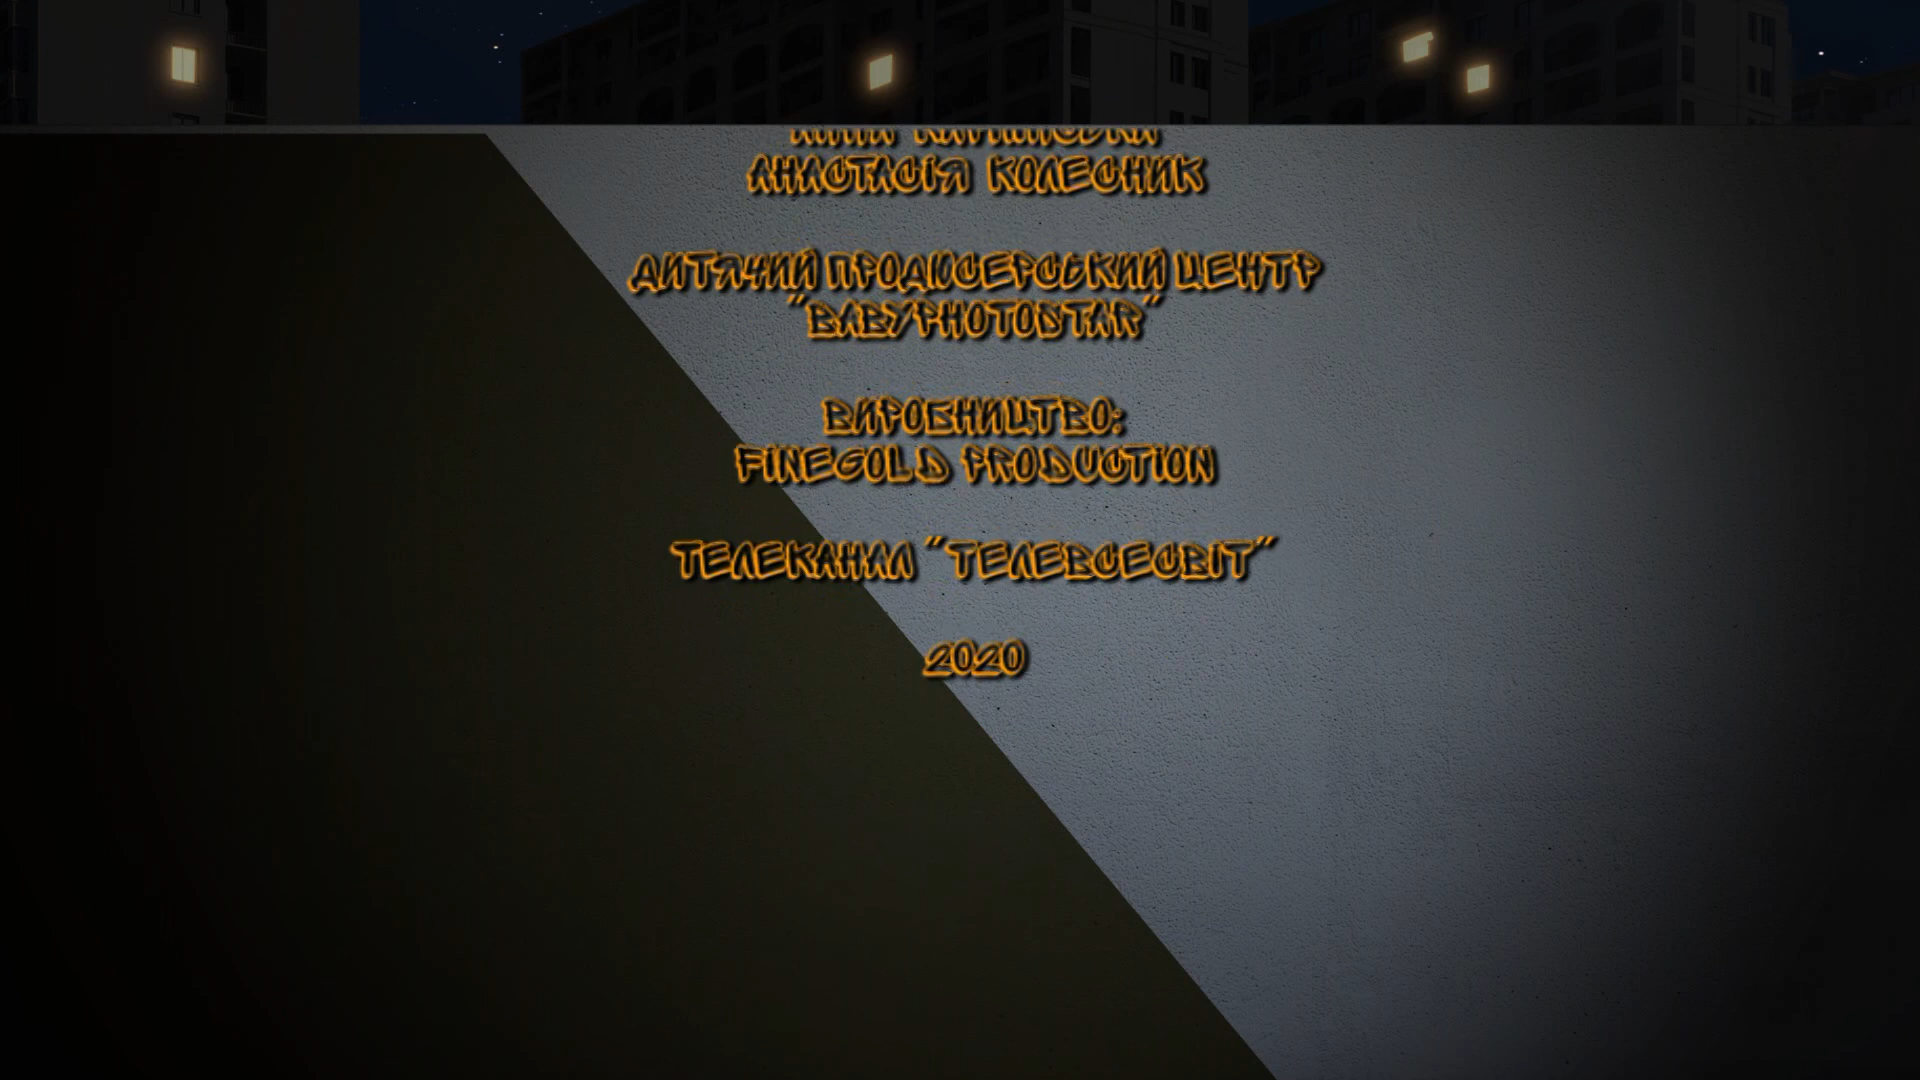 АНАСТАСІЯ КОЛЕСНИК
ДИТЯЧИЙ ПРОДЮСЕРСЬКИЙ ЦЕНТР
"BABYPHOTOSTAR"
ВИРОБНИЦТВО:
FINEGOLD PRODUCTION
ТЕЛЕКАНАЛ "ТЕЛЕВСЕСВІТ"
2020